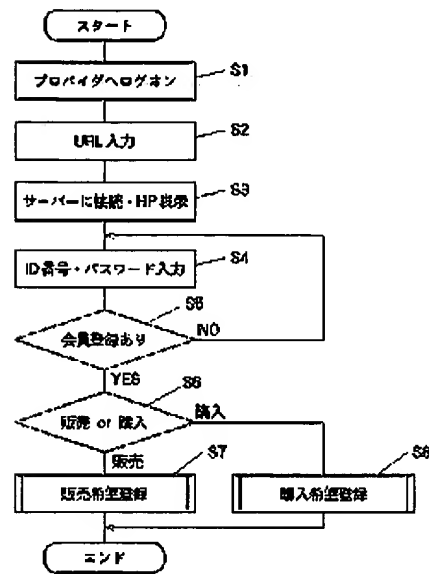 スタート
プロバイダへログオン
S1
URL入力
S2
サーバーに接続・HP表示
S3
ID番号・パスワード入力
S4
会員登録あり
S5
NO
YES
販売 or 購入
S6
購入
販売
販売希望登録
S7
購入希望登録
S8
エンド